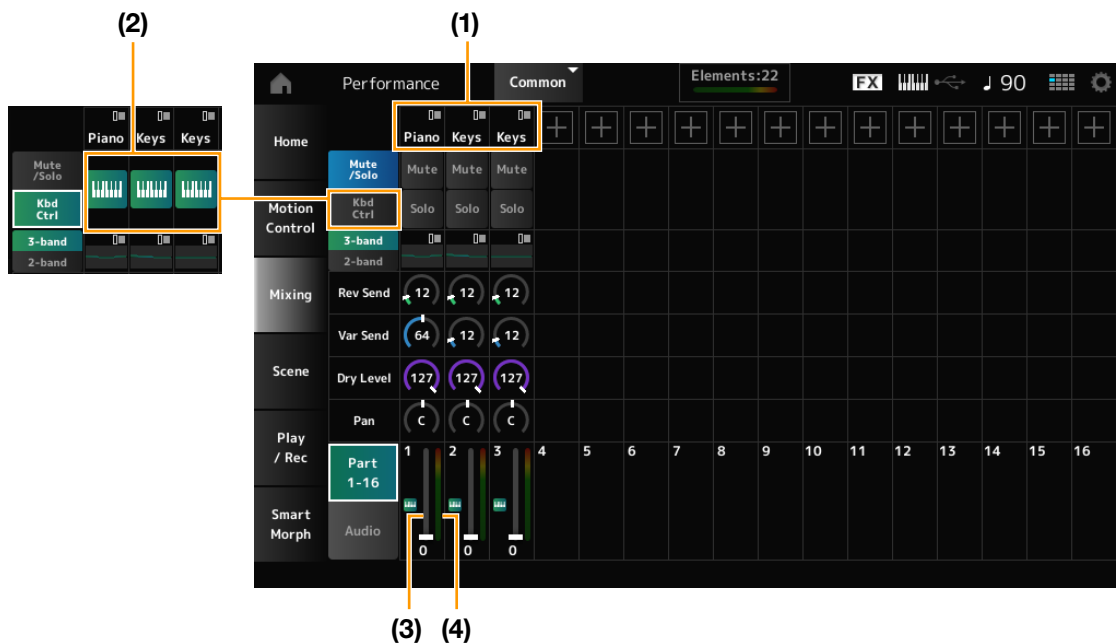 (2)
(1)
Performance
Common
Elements:22
FX
♩ 90
Piano Keys Keys
Mute /Solo
Kbd Ctrl
3-band
2-band
Home
Motion Control
Mixing
Scene
Play / Rec
Smart Morph
Piano Keys Keys
Mute /Solo
Mute Mute Mute
Kbd Ctrl
Solo Solo Solo
3-band
2-band
Rev Send 12 12 12
Var Send 64 12 12
Dry Level 127 127 127
Pan C C C
Part 1-16
Audio
1 2 3 4 5 6 7 8 9 10 11 12 13 14 15 16
0 0 0
(3) (4)